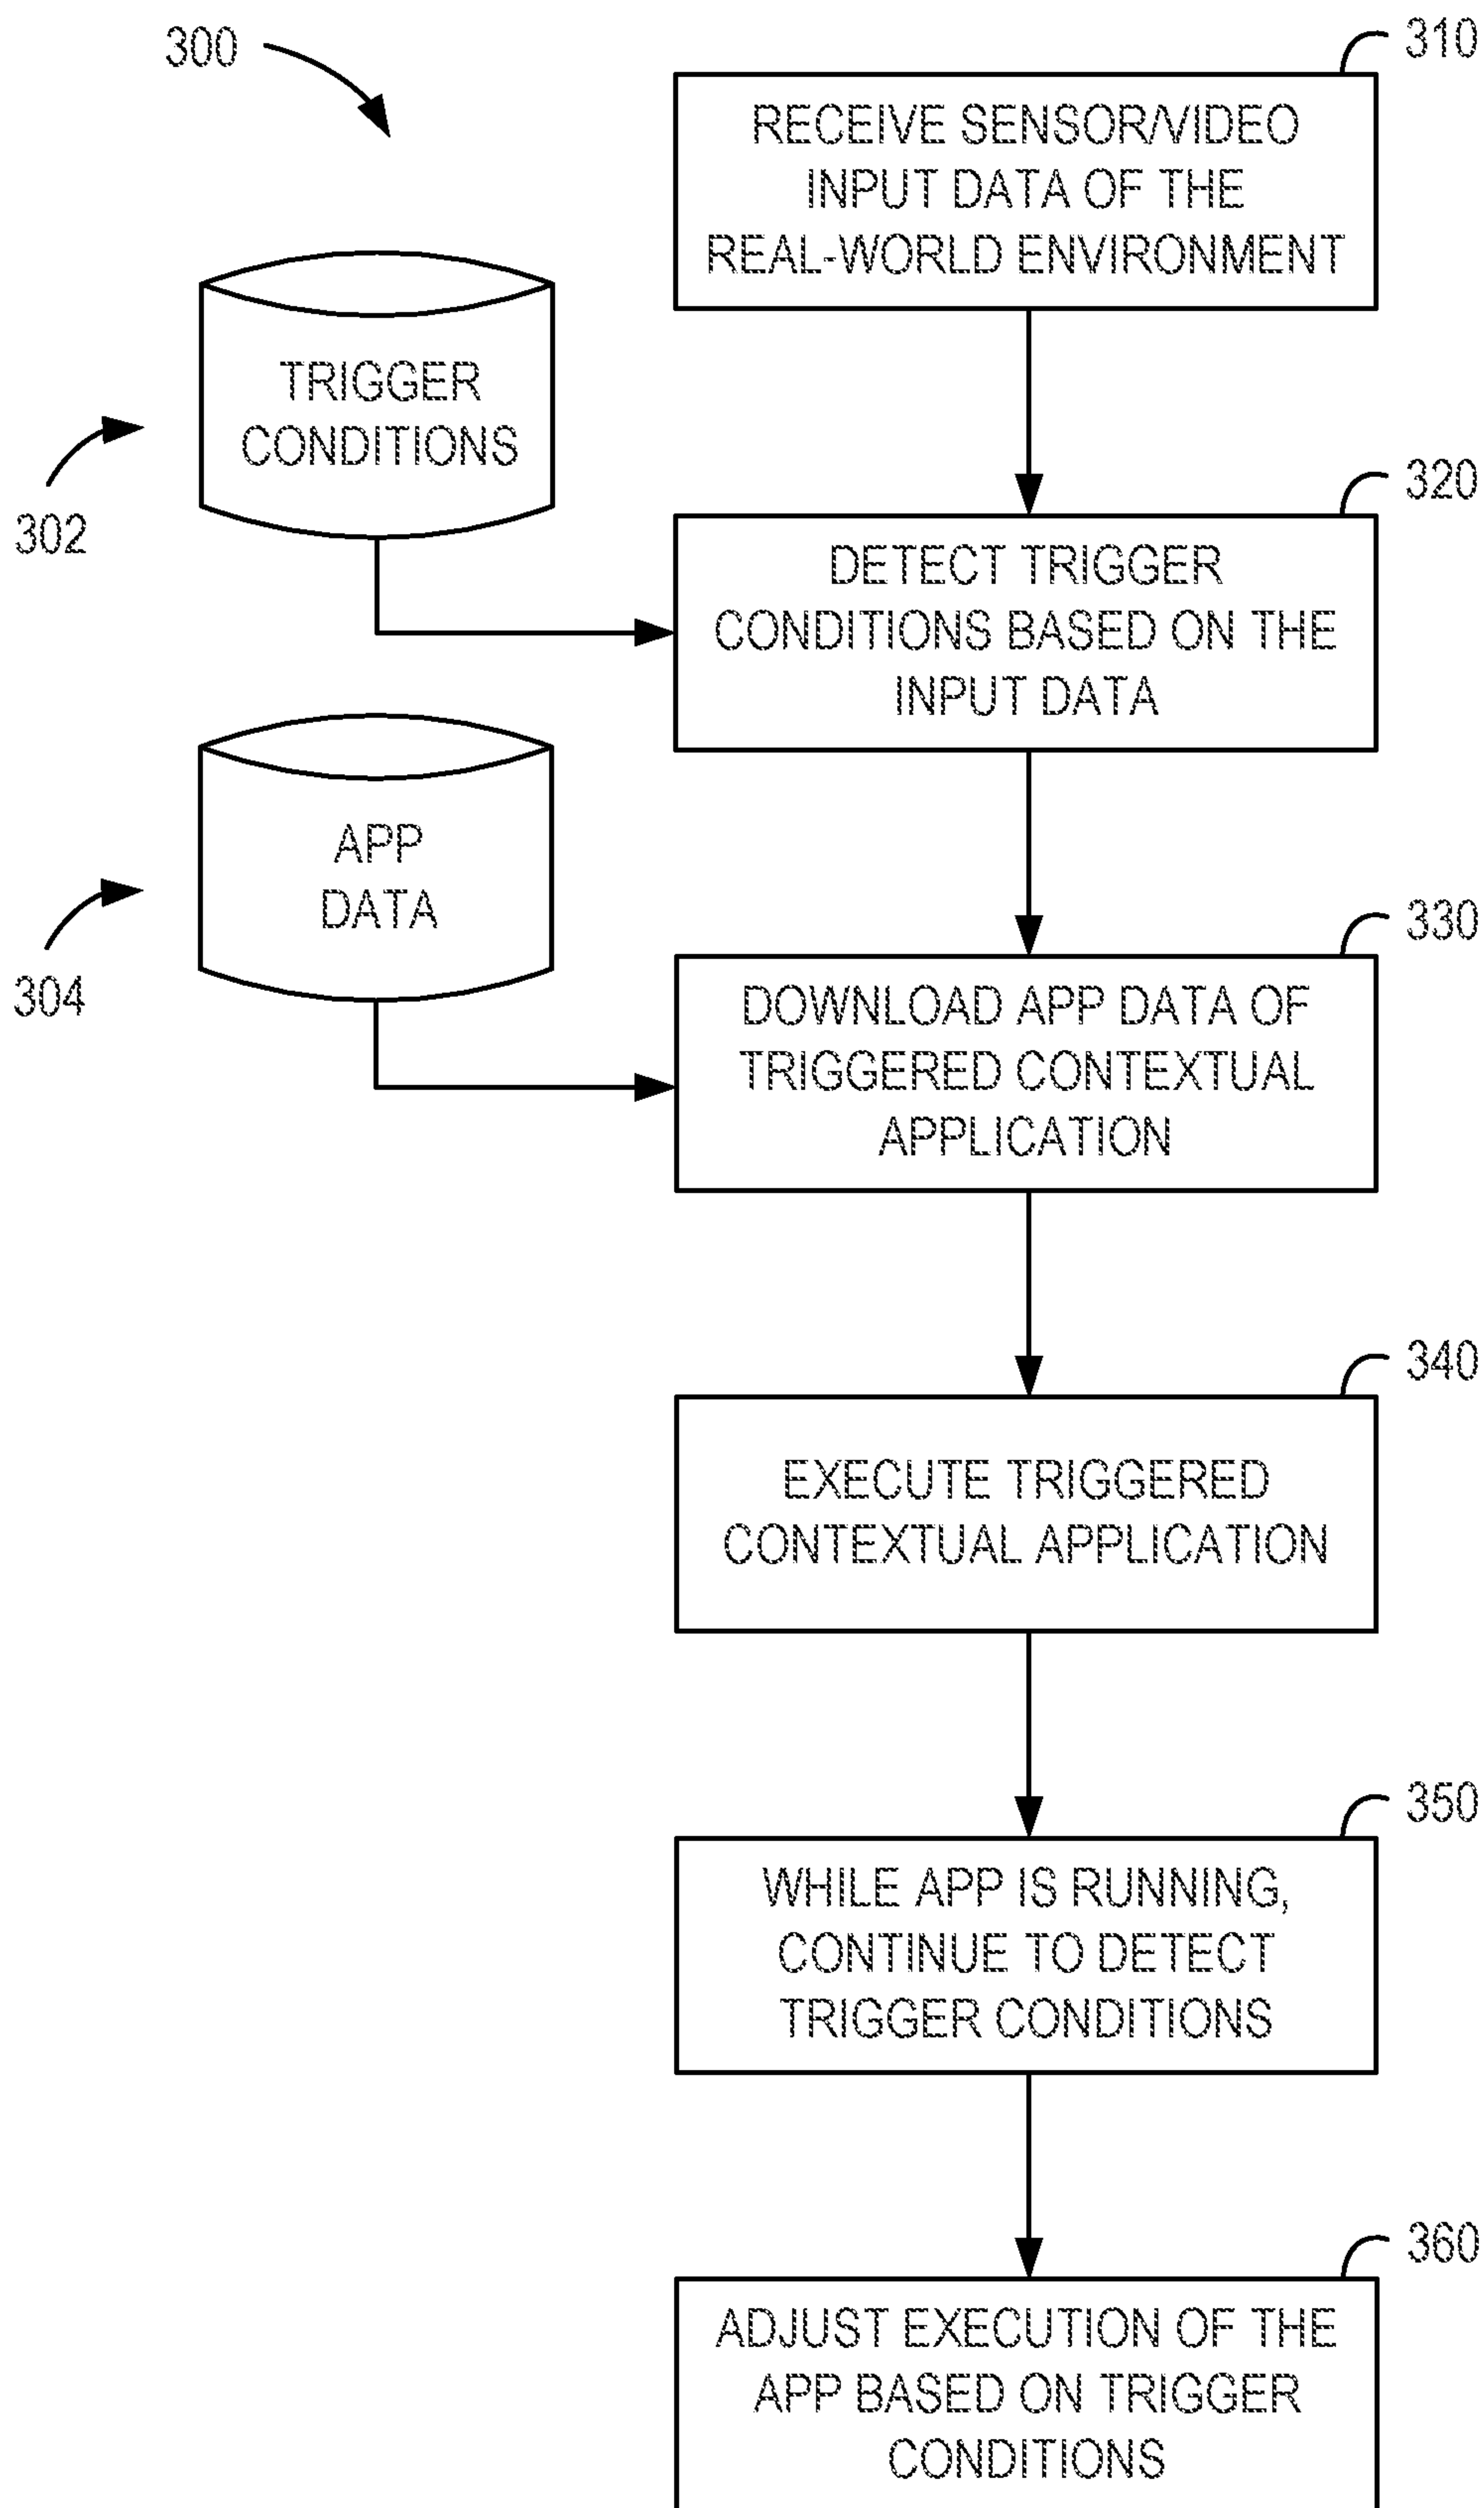 300
310
RECEIVE SENSOR/VIDEO
INPUT DATA OF THE
REAL-WORLD ENVIRONMENT
TRIGGER
CONDITIONS
302
320
DETECT TRIGGER
CONDITIONS BASED ON THE
INPUT DATA
APP
DATA
304
330
DOWNLOAD APP DATA OF
TRIGGERED CONTEXTUAL
APPLICATION
340
EXECUTE TRIGGERED
CONTEXTUAL APPLICATION
350
WHILE APP IS RUNNING,
CONTINUE TO DETECT
TRIGGER CONDITIONS
360
ADJUST EXECUTION OF THE
APP BASED ON TRIGGER
CONDITIONS